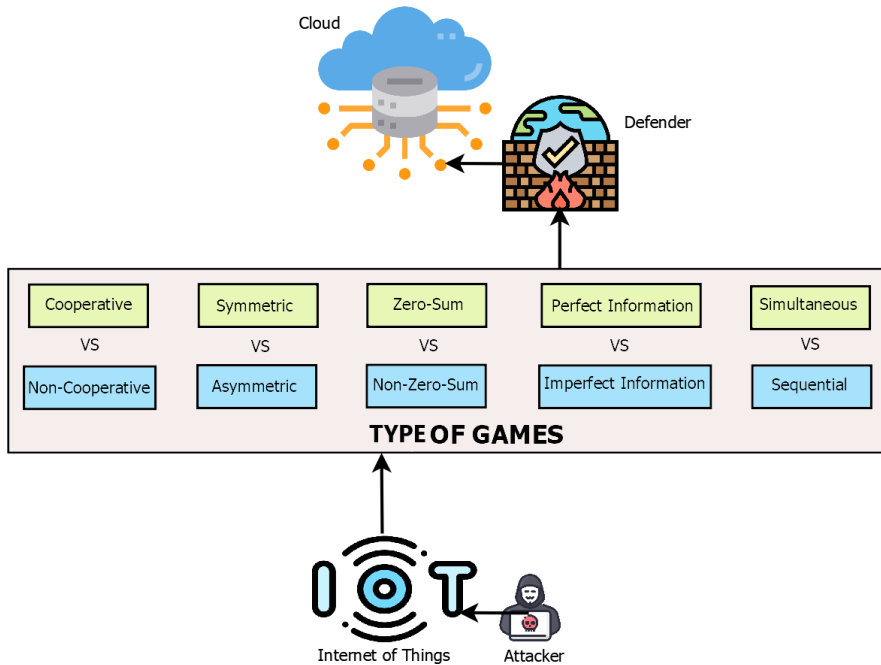 Cloud
Defender
Cooperative
Symmetric
Zero-Sum
Perfect Information
Simultaneous
VS
VS
VS
VS
VS
Non-Cooperative
Asymmetric
Non-Zero-Sum
Imperfect Information
Sequential
TYPE OF GAMES
IOT
Internet of Things
Attacker